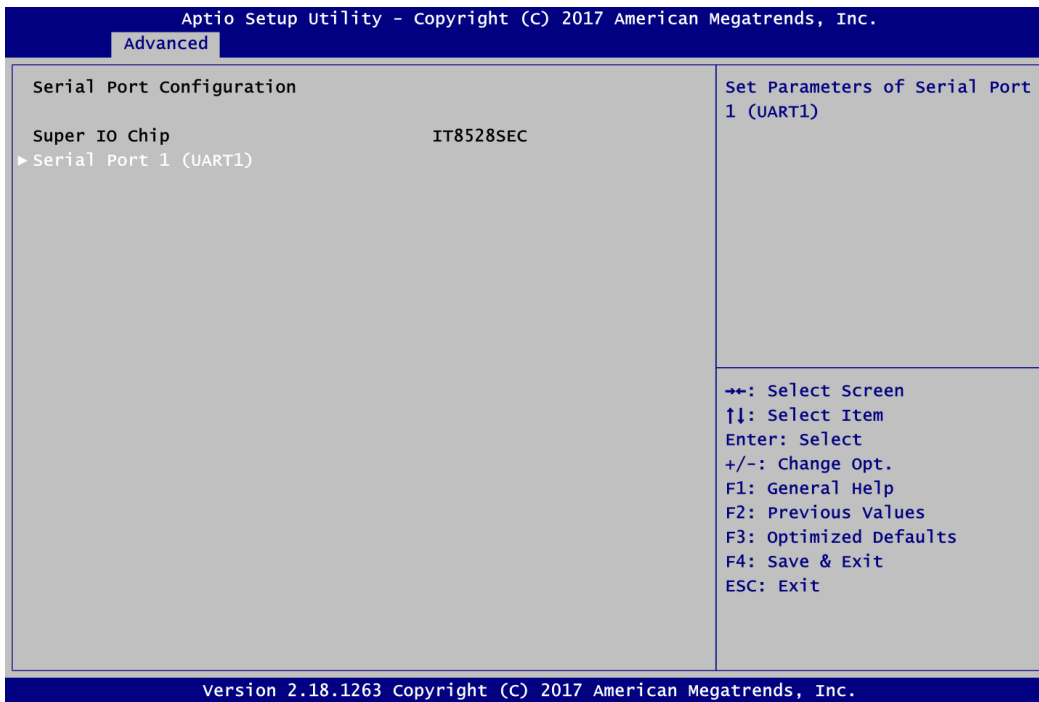 Aptio Setup Utility - Copyright (C) 2017 American Megatrends, Inc.
Advanced
Serial Port Configuration
Super IO Chip IT8528SEC
►Serial Port 1 (UART1)
Set Parameters of Serial Port
1 (UART1)
→←: Select Screen
↑↓: Select Item
Enter: Select
+/-: Change Opt.
F1: General Help
F2: Previous Values
F3: Optimized Defaults
F4: Save & Exit
ESC: Exit
Version 2.18.1263 Copyright (C) 2017 American Megatrends, Inc.